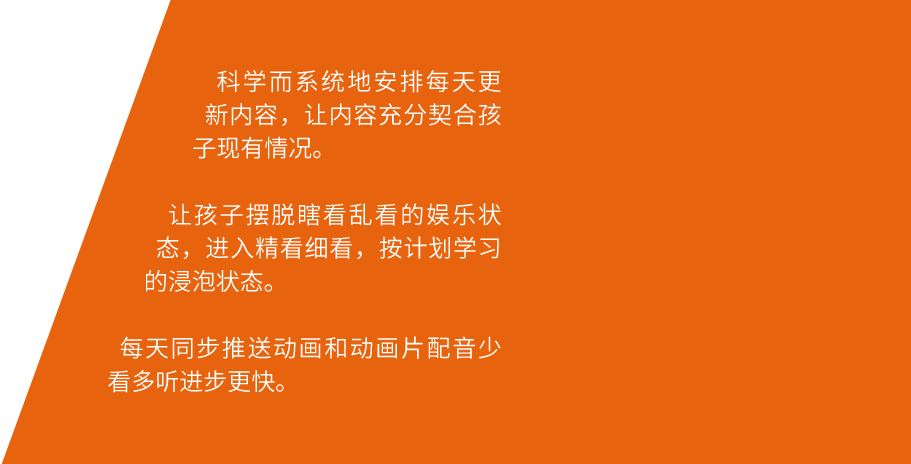 科学而系统地安排每天更
新内容，让内容充分契合孩
子现有情况。
让孩子摆脱瞎看乱看的娱乐状
态，进入精看细看，按计划学习
的浸泡状态。
每天同步推送动画和动画片配音少
看多听进步更快。